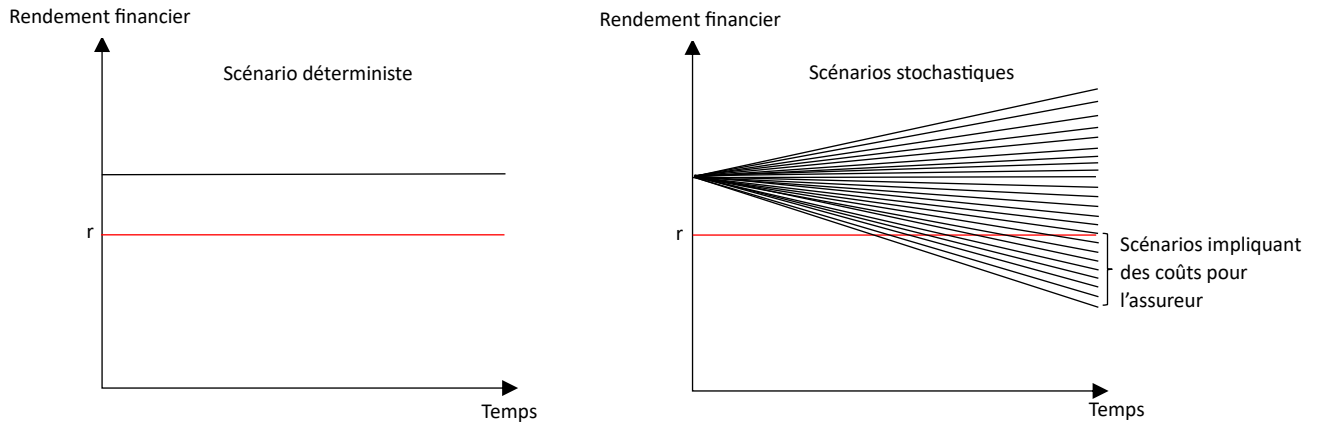 Rendement financier
Scénario déterministe
r
Temps
Rendement financier
Scénarios stochastiques
r
Scénarios impliquant
des coûts pour
l'assureur
Temps